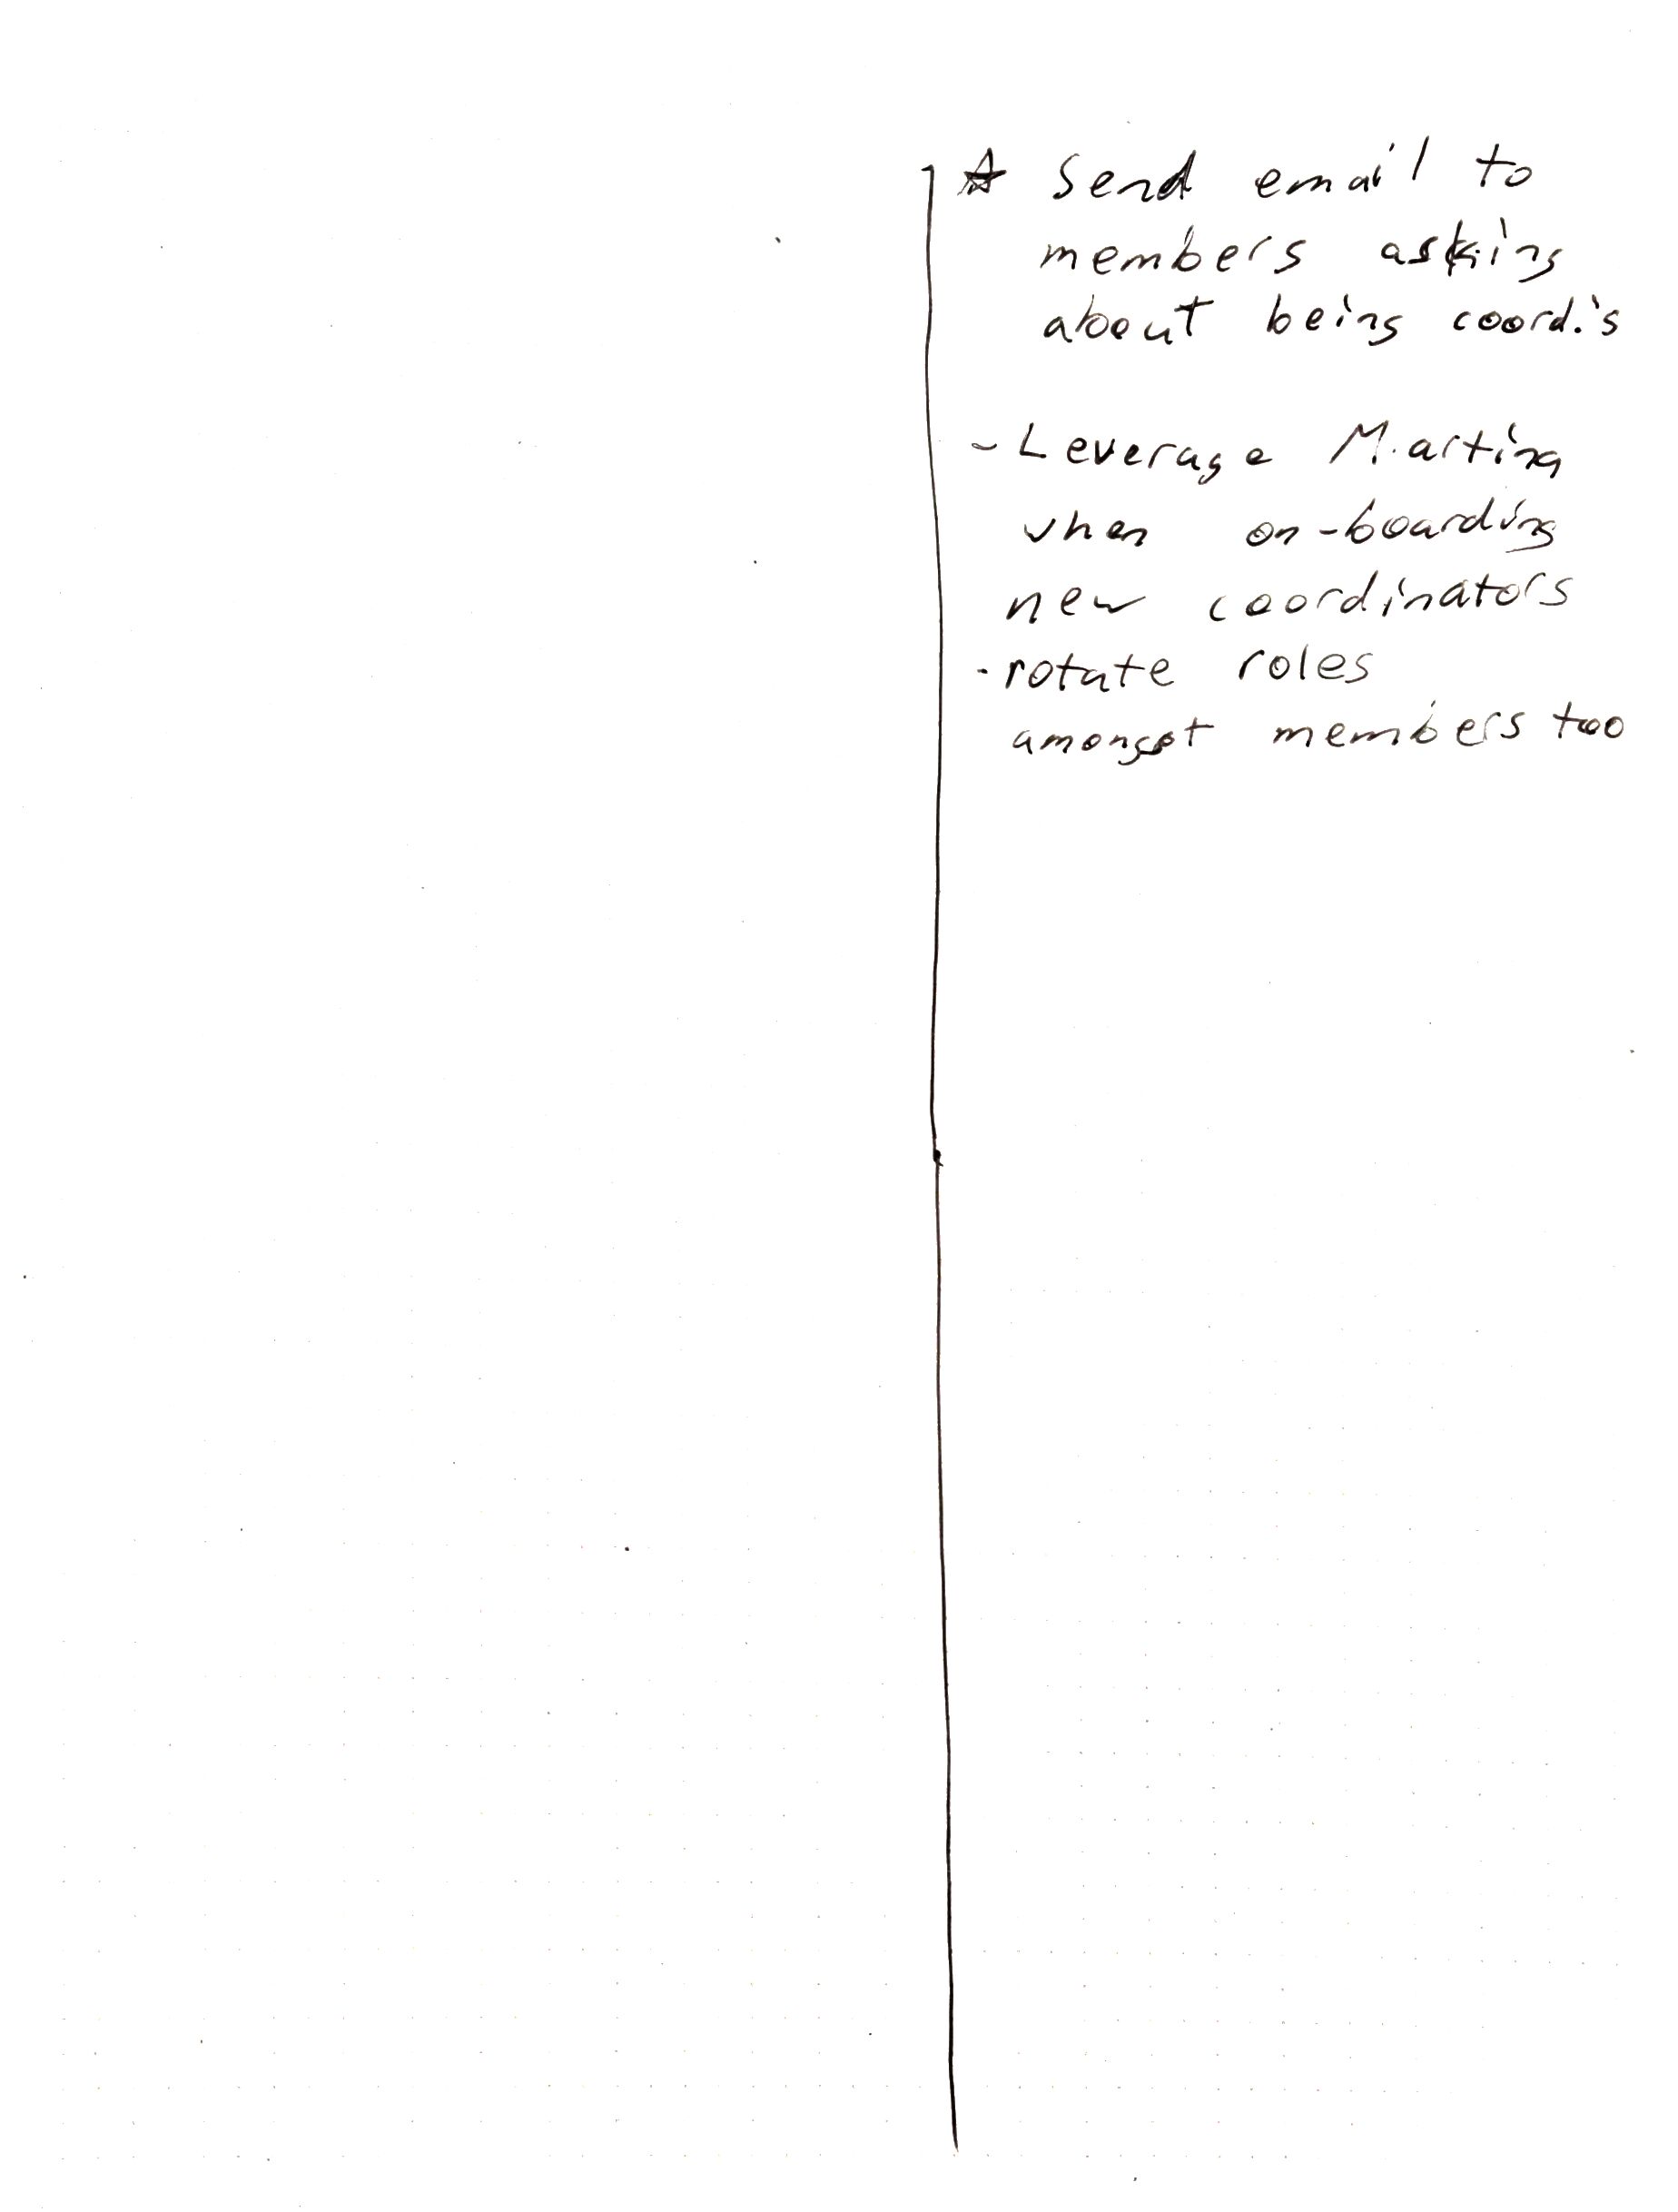 ☆ Send email to
members asking
about being coord.'s
- Leverage Martina
when on-boarding
new coordinators
- rotate roles
amongst members too